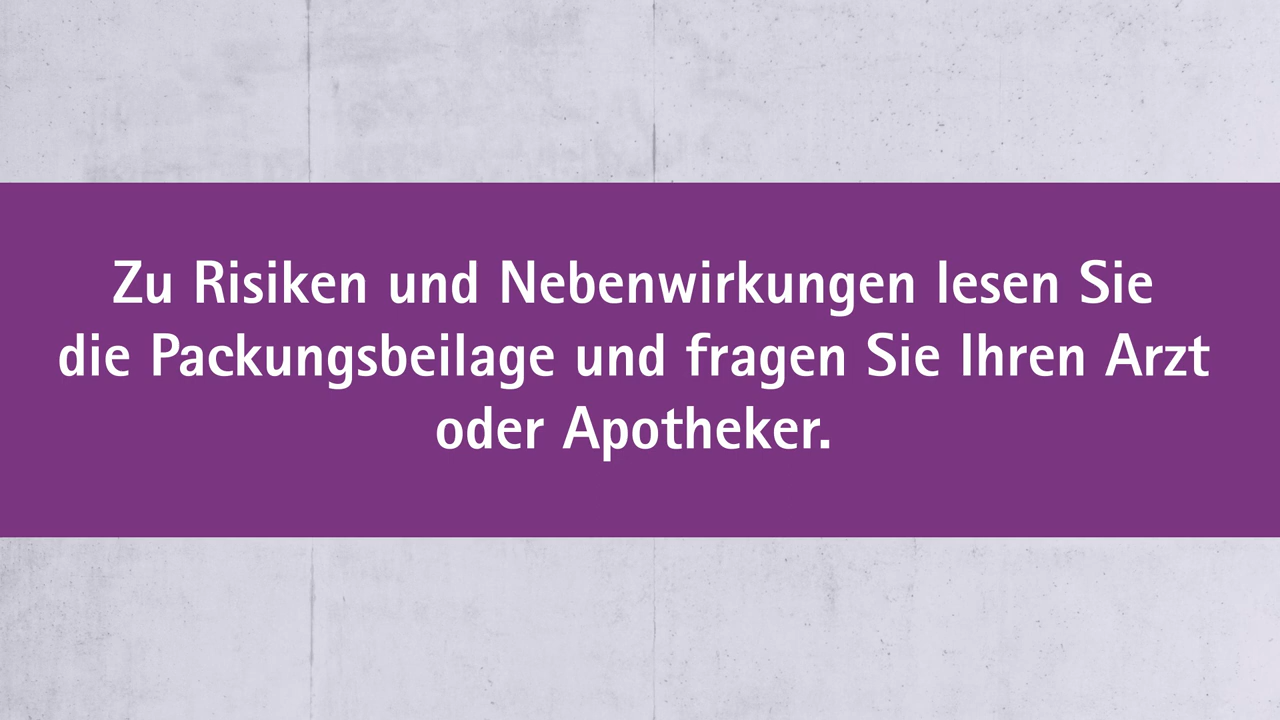 Zu Risiken und Nebenwirkungen lesen Sie
die Packungsbeilage und fragen Sie Ihren Arzt
oder Apotheker.